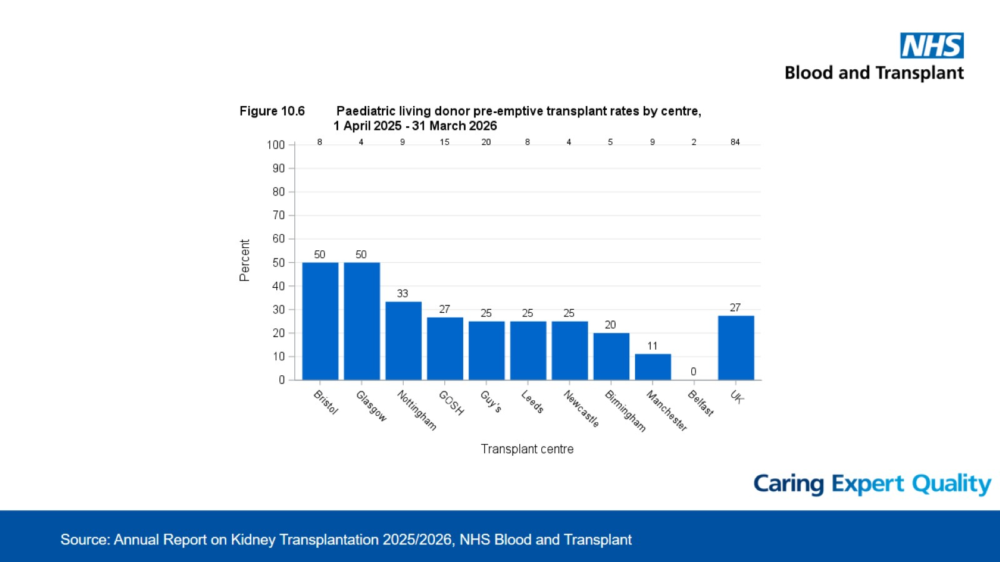 NHS
Blood and Transplant
Figure 10.6 Paediatric living donor pre-emptive transplant rates by centre,
1 April 2025 - 31 March 2026
8 4 9 15 20 8 4 5 9 2 84
100
90
80
70
60
50
40
30
20
10
0
Percent
50 50 33 27 25 25 25 20 11 0 27
Bristol
Glasgow
Nottingham
GOSH
Guy's
Leeds
Newcastle
Birmingham
Manchester
Belfast
UK
Transplant centre
Caring Expert Quality
Source: Annual Report on Kidney Transplantation 2025/2026, NHS Blood and Transplant